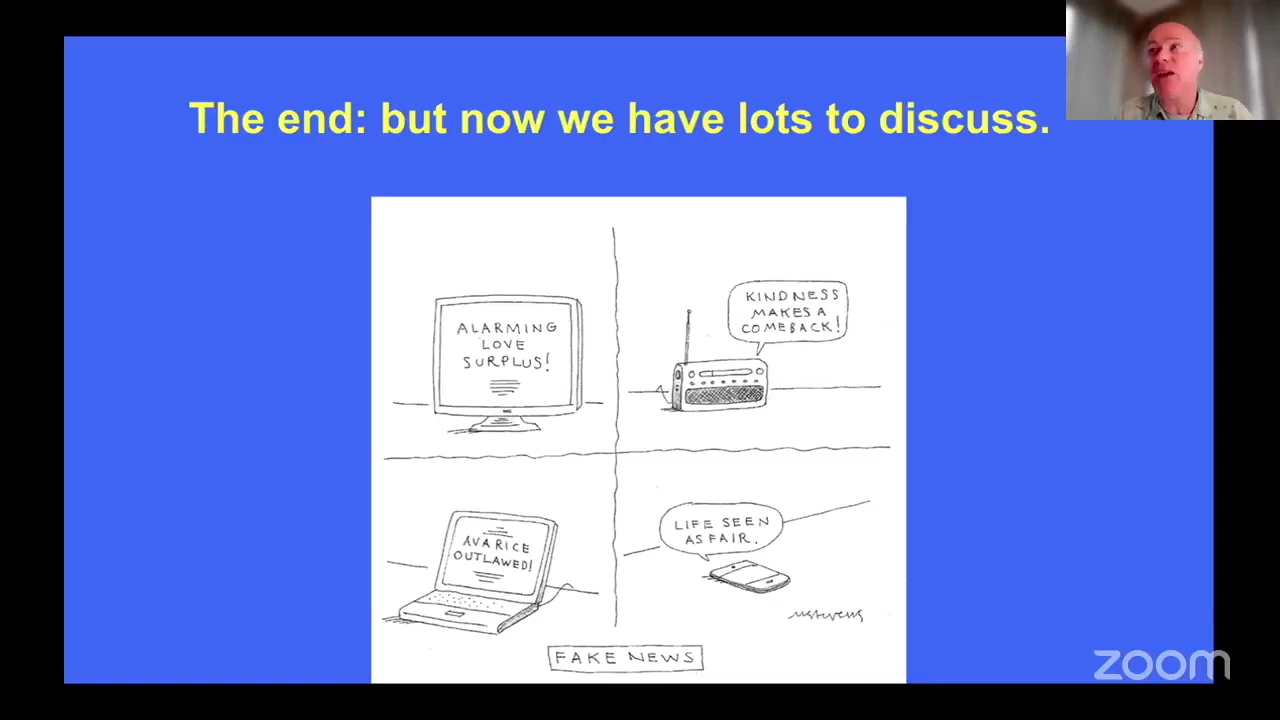 The end: but now we have lots to discuss.
ALARMING
LOVE
SURPLUS!
KINDNESS
MAKES A
COMEBACK!
AVARICE
OUTLAWED!
LIFE SEEN
AS FAIR.
FAKE NEWS
zoom